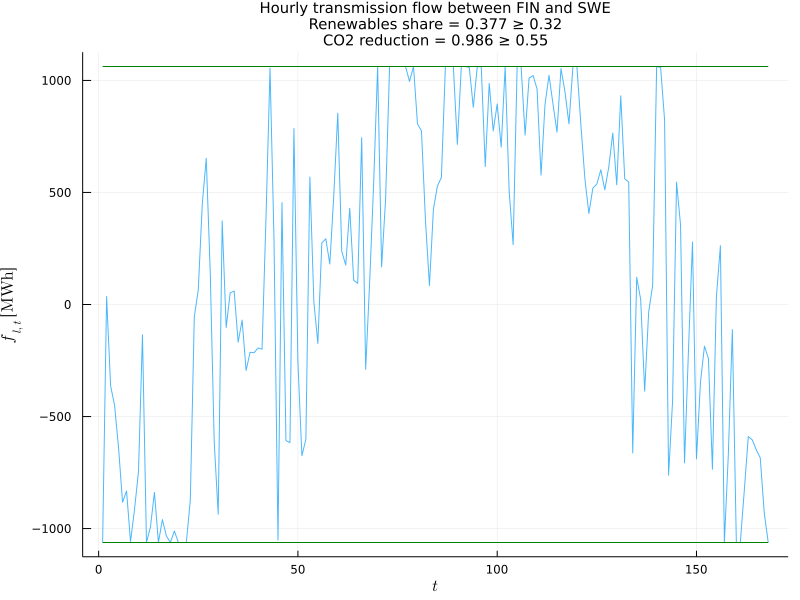 Hourly transmission flow between FIN and SWE
Renewables share = 0.377 ≥ 0.32
CO2 reduction = 0.986 ≥ 0.55
1000
500
0
−500
−1000
f l, t [MWh]
0
50
100
150
t